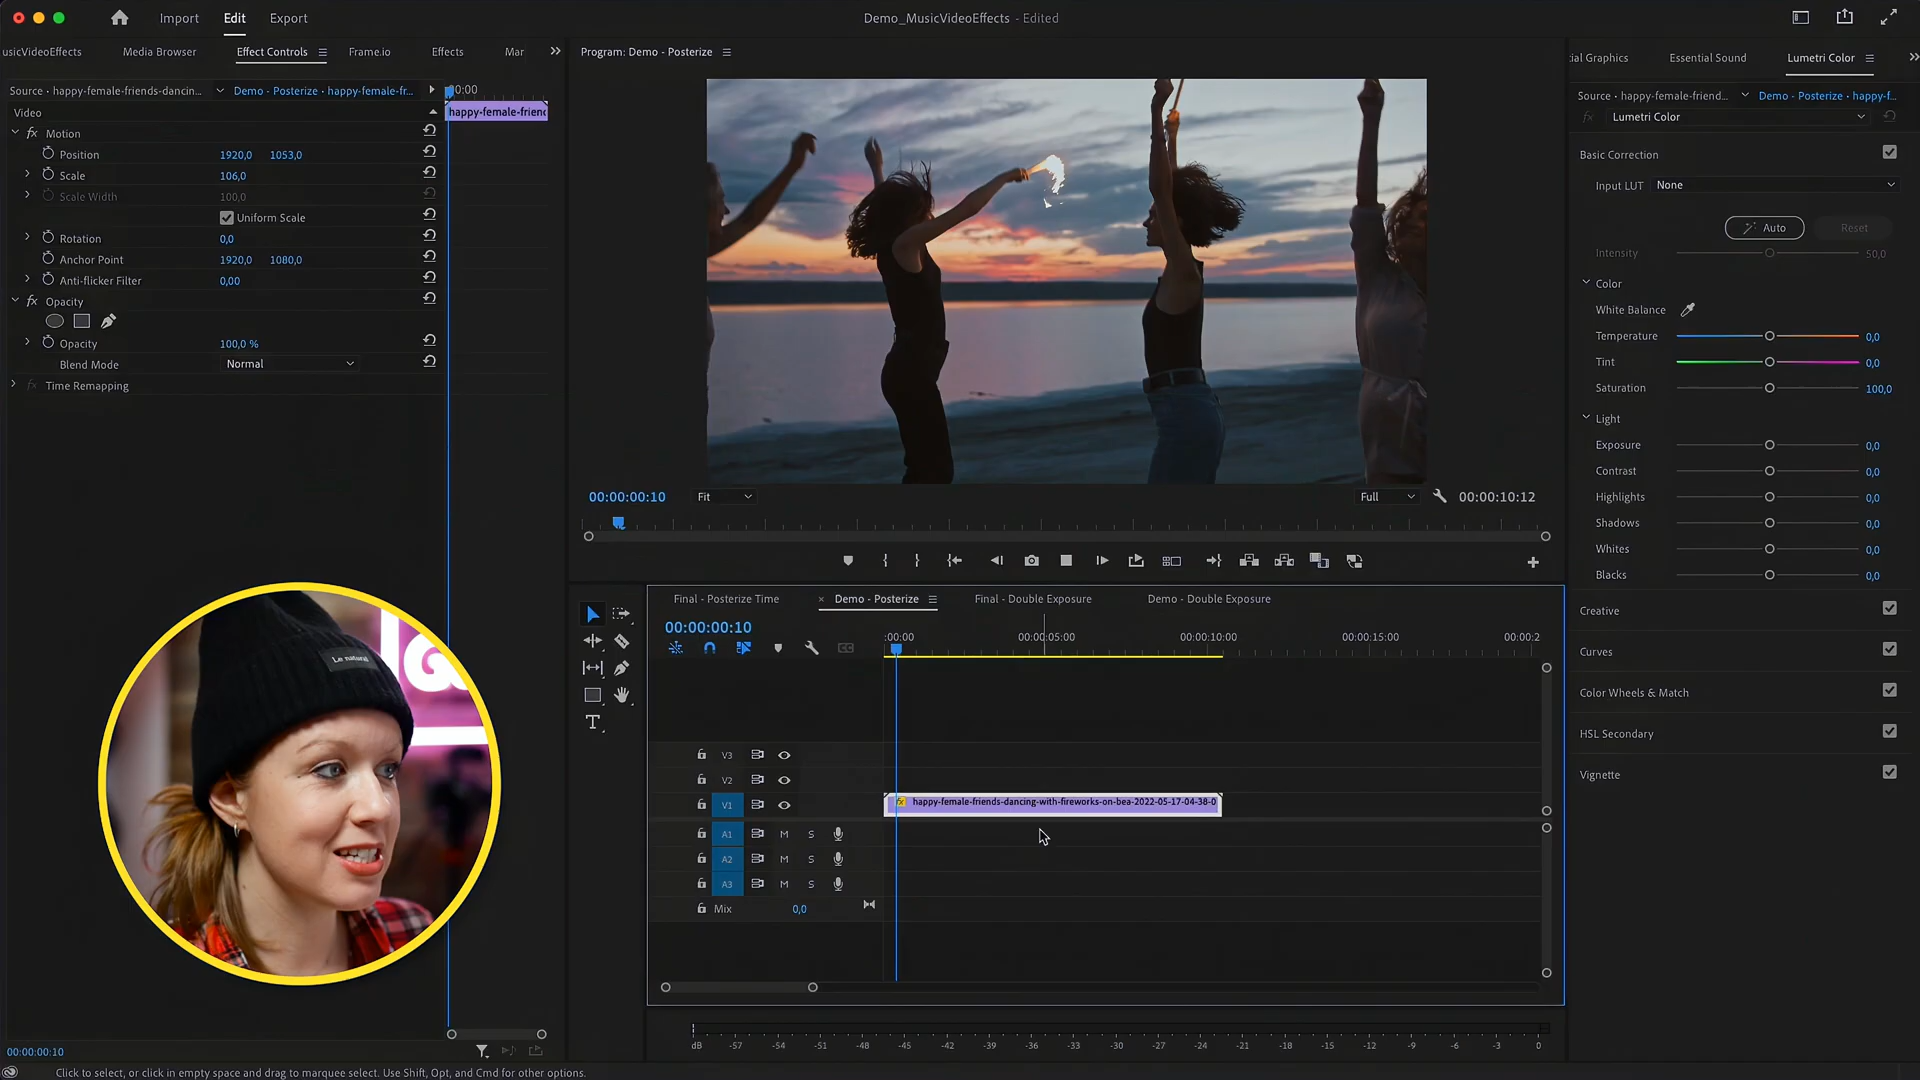 Import
Edit
Export
Demo_MusicVideoEffects - Edited
usicVideoEffects
Media Browser
Effect Controls
Frame.io
Effects
Mar
Program: Demo - Posterize
ial Graphics
Essential Sound
Lumetri Color
Source • happy-female-friends-dancin...
Demo - Posterize • happy-female-fr...
:00:00
Source • happy-female-friend...
Demo - Posterize • happy-f...
Video
happy-female-frienc
fx
Lumetri Color
fx Motion
Position 1920,0 1053,0
Scale 106,0
Scale Width 100,0
Uniform Scale
Rotation 0,0
Anchor Point 1920,0 1080,0
Anti-flicker Filter 0,00
fx Opacity
Opacity 100,0 %
Blend Mode Normal
fx Time Remapping
Basic Correction
Input LUT None
Auto
Reset
Intensity 50,0
Color
White Balance
Temperature 0,0
Tint 0,0
Saturation 100,0
Light
Exposure 0,0
Contrast 0,0
Highlights 0,0
Shadows 0,0
Whites 0,0
Blacks 0,0
Creative
Curves
Color Wheels & Match
HSL Secondary
Vignette
00:00:00:10
Fit
Full
00:00:10:12
Final - Posterize Time
× Demo - Posterize
Final - Double Exposure
Demo - Double Exposure
00:00:00:10
:00:00
00:00:05:00
00:00:10:00
00:00:15:00
00:00:2
CC
T
V3
V2
V1
fx happy-female-friends-dancing-with-fireworks-on-bea-2022-05-17-04-38-0
A1 M S
A2 M S
A3 M S
Mix 0,0
dB -57 -54 -51 -48 -45 -42 -39 -36 -33 -30 -27 -24 -21 -18 -15 -12 -9 -6 -3 0
Le natural
00:00:00:10
Click to select, or click in empty space and drag to marquee select. Use Shift, Opt, and Cmd for other options.